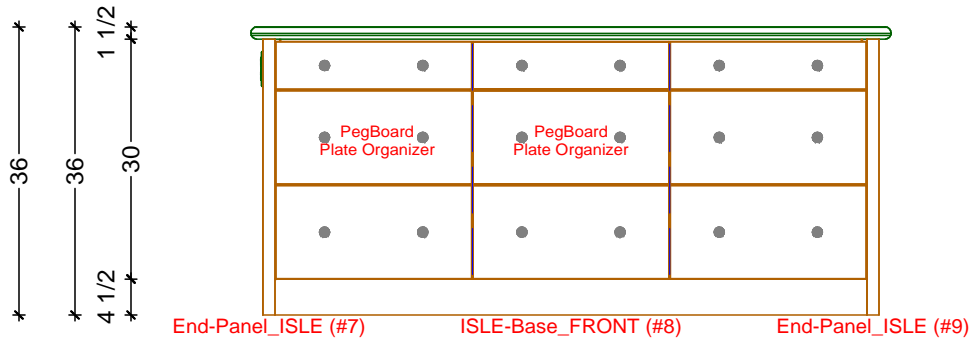 1 1/2
36
36
30
4 1/2
PegBoard
Plate Organizer
PegBoard
Plate Organizer
End-Panel_ISLE (#7)
ISLE-Base_FRONT (#8)
End-Panel_ISLE (#9)